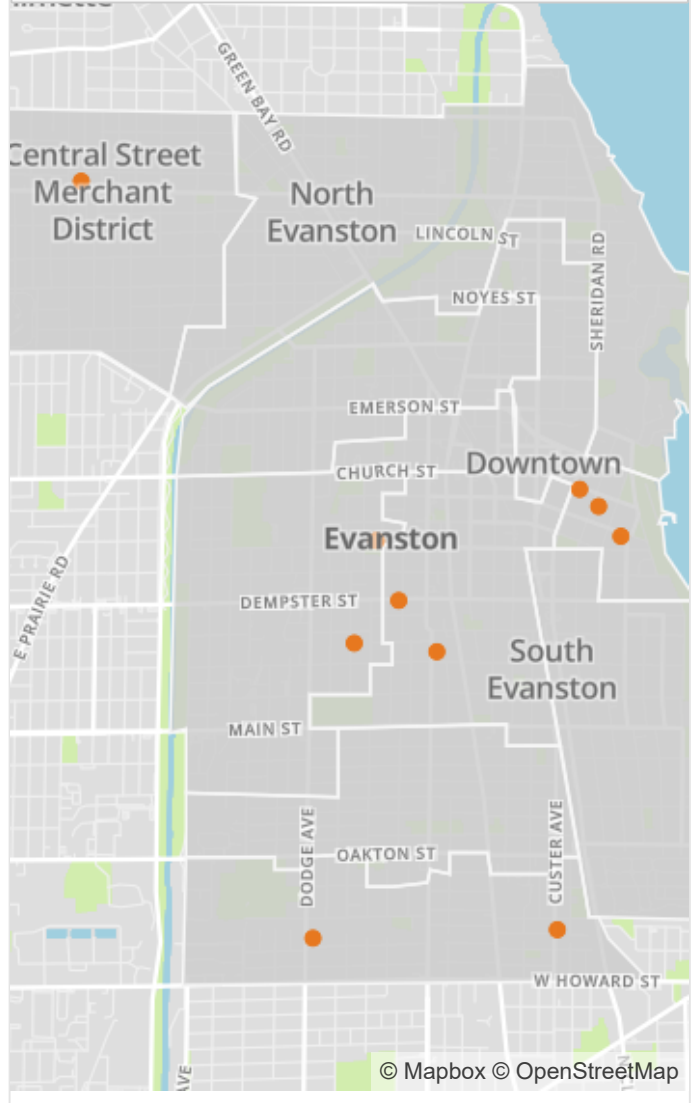 GREEN BAY RD
Central Street
Merchant
District
North
Evanston
LINCOLN ST
SHERIDAN RD
NOYES ST
EMERSON ST
Downtown
CHURCH ST
Evanston
E PRAIRIE RD
DEMPSTER ST
South
Evanston
MAIN ST
DODGE AVE
CUSTER AVE
OAKTON ST
W HOWARD ST
AVE
© Mapbox © OpenStreetMap